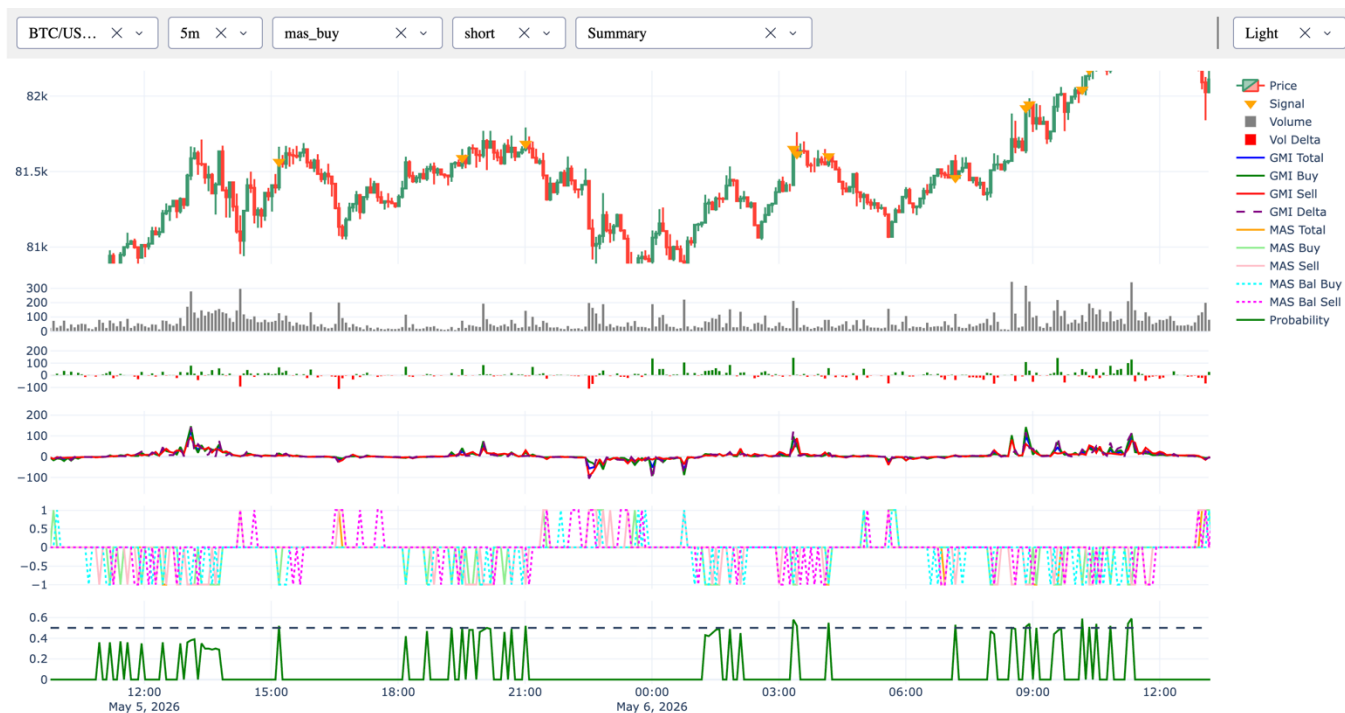 BTC/US... 5m mas_buy short Summary Light
82k
81.5k
81k
300
200
100
0
200
100
0
−100
200
100
0
−100
1
0.5
0
−0.5
−1
0.6
0.4
0.2
0
12:00 15:00 18:00 21:00 00:00 03:00 06:00 09:00 12:00
May 5, 2026 May 6, 2026
Price
Signal
Volume
Vol Delta
GMI Total
GMI Buy
GMI Sell
GMI Delta
MAS Total
MAS Buy
MAS Sell
MAS Bal Buy
MAS Bal Sell
Probability